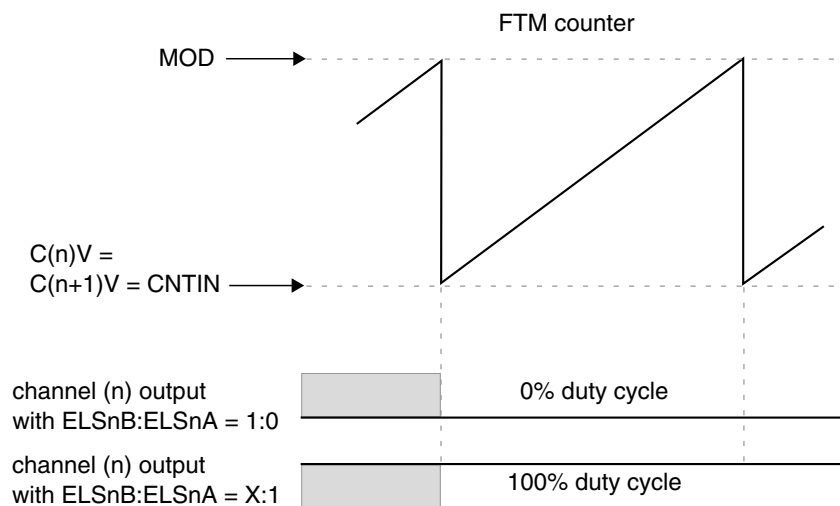 FTM counter
MOD
C(n)V =
C(n+1)V = CNTIN
channel (n) output
with ELSnB:ELSnA = 1:0
0% duty cycle
channel (n) output
with ELSnB:ELSnA = X:1
100% duty cycle